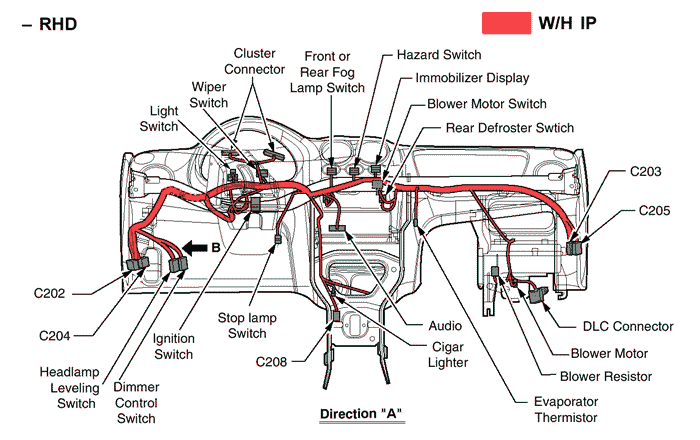 – RHD
W/H IP
Cluster
Connector
Front or
Rear Fog
Lamp Switch
Hazard Switch
Immobilizer Display
Wiper
Switch
Light
Switch
Blower Motor Switch
Rear Defroster Swtich
C203
C205
B
C202
C204
Ignition
Switch
Stop lamp
Switch
C208
Audio
Cigar
Lighter
DLC Connector
Blower Motor
Blower Resistor
Evaporator
Thermistor
Headlamp
Leveling
Switch
Dimmer
Control
Switch
Direction "A"